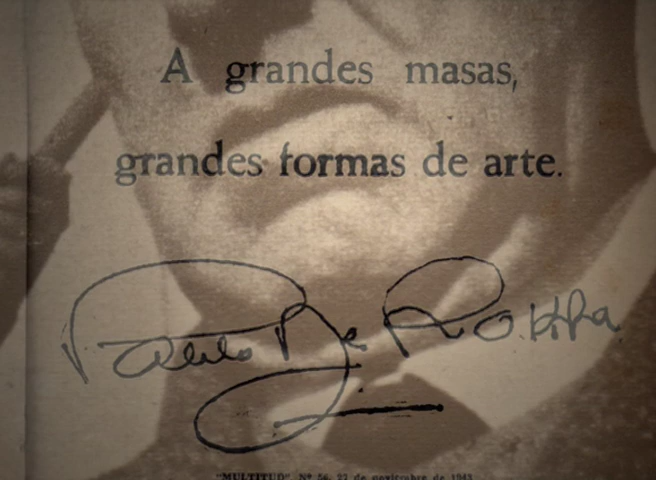 A grandes masas,
grandes formas de arte.
Pablo de Rokha
"MULTITUD" Nº 56, 27 de noviembre de 1943